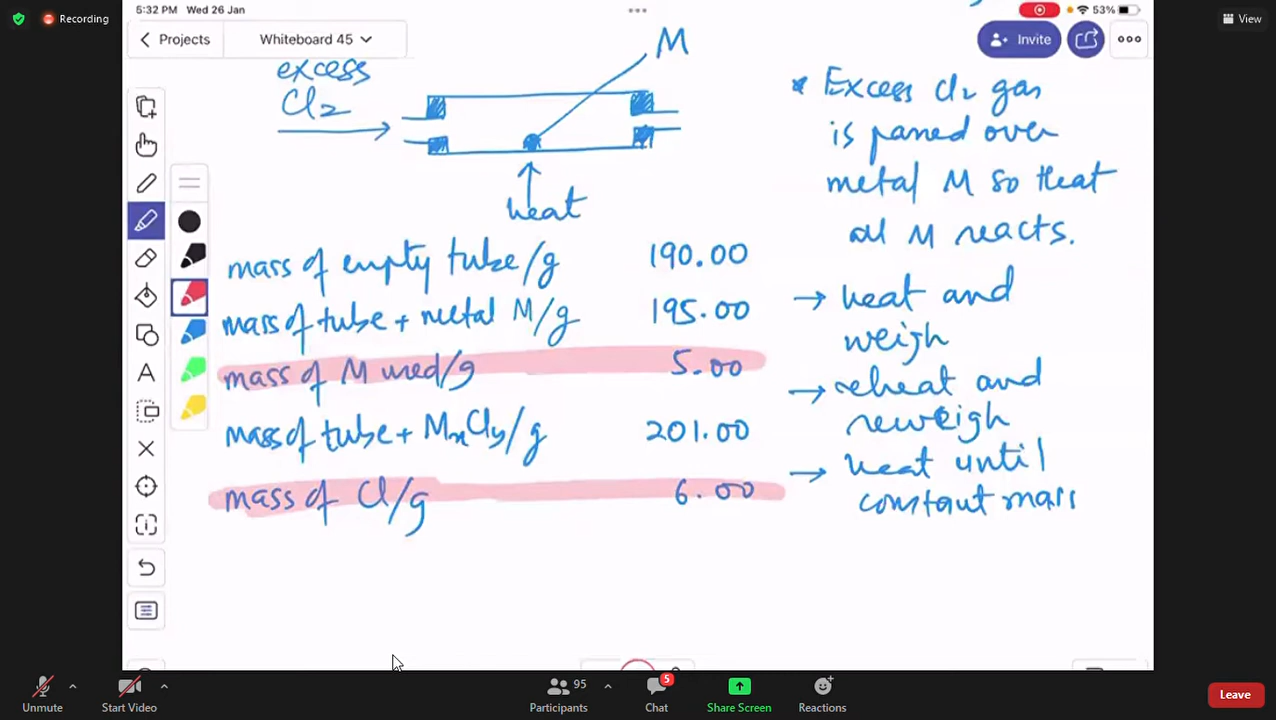 Recording
5:32 PM Wed 26 Jan
53%
View
Projects
Whiteboard 45
Invite
excess
Cl2
M
heat
* Excess Cl2 gas
is passed over
metal M so that
all M reacts.
→ heat and
weigh
→ reheat and
reweigh
→ heat until
constant mass
mass of empty tube/g 190.00
mass of tube + metal M/g 195.00
mass of M used/g 5.00
mass of tube + MxCly/g 201.00
mass of Cl/g 6.00
A
Unmute
Start Video
95
Participants
5
Chat
Share Screen
Reactions
Leave